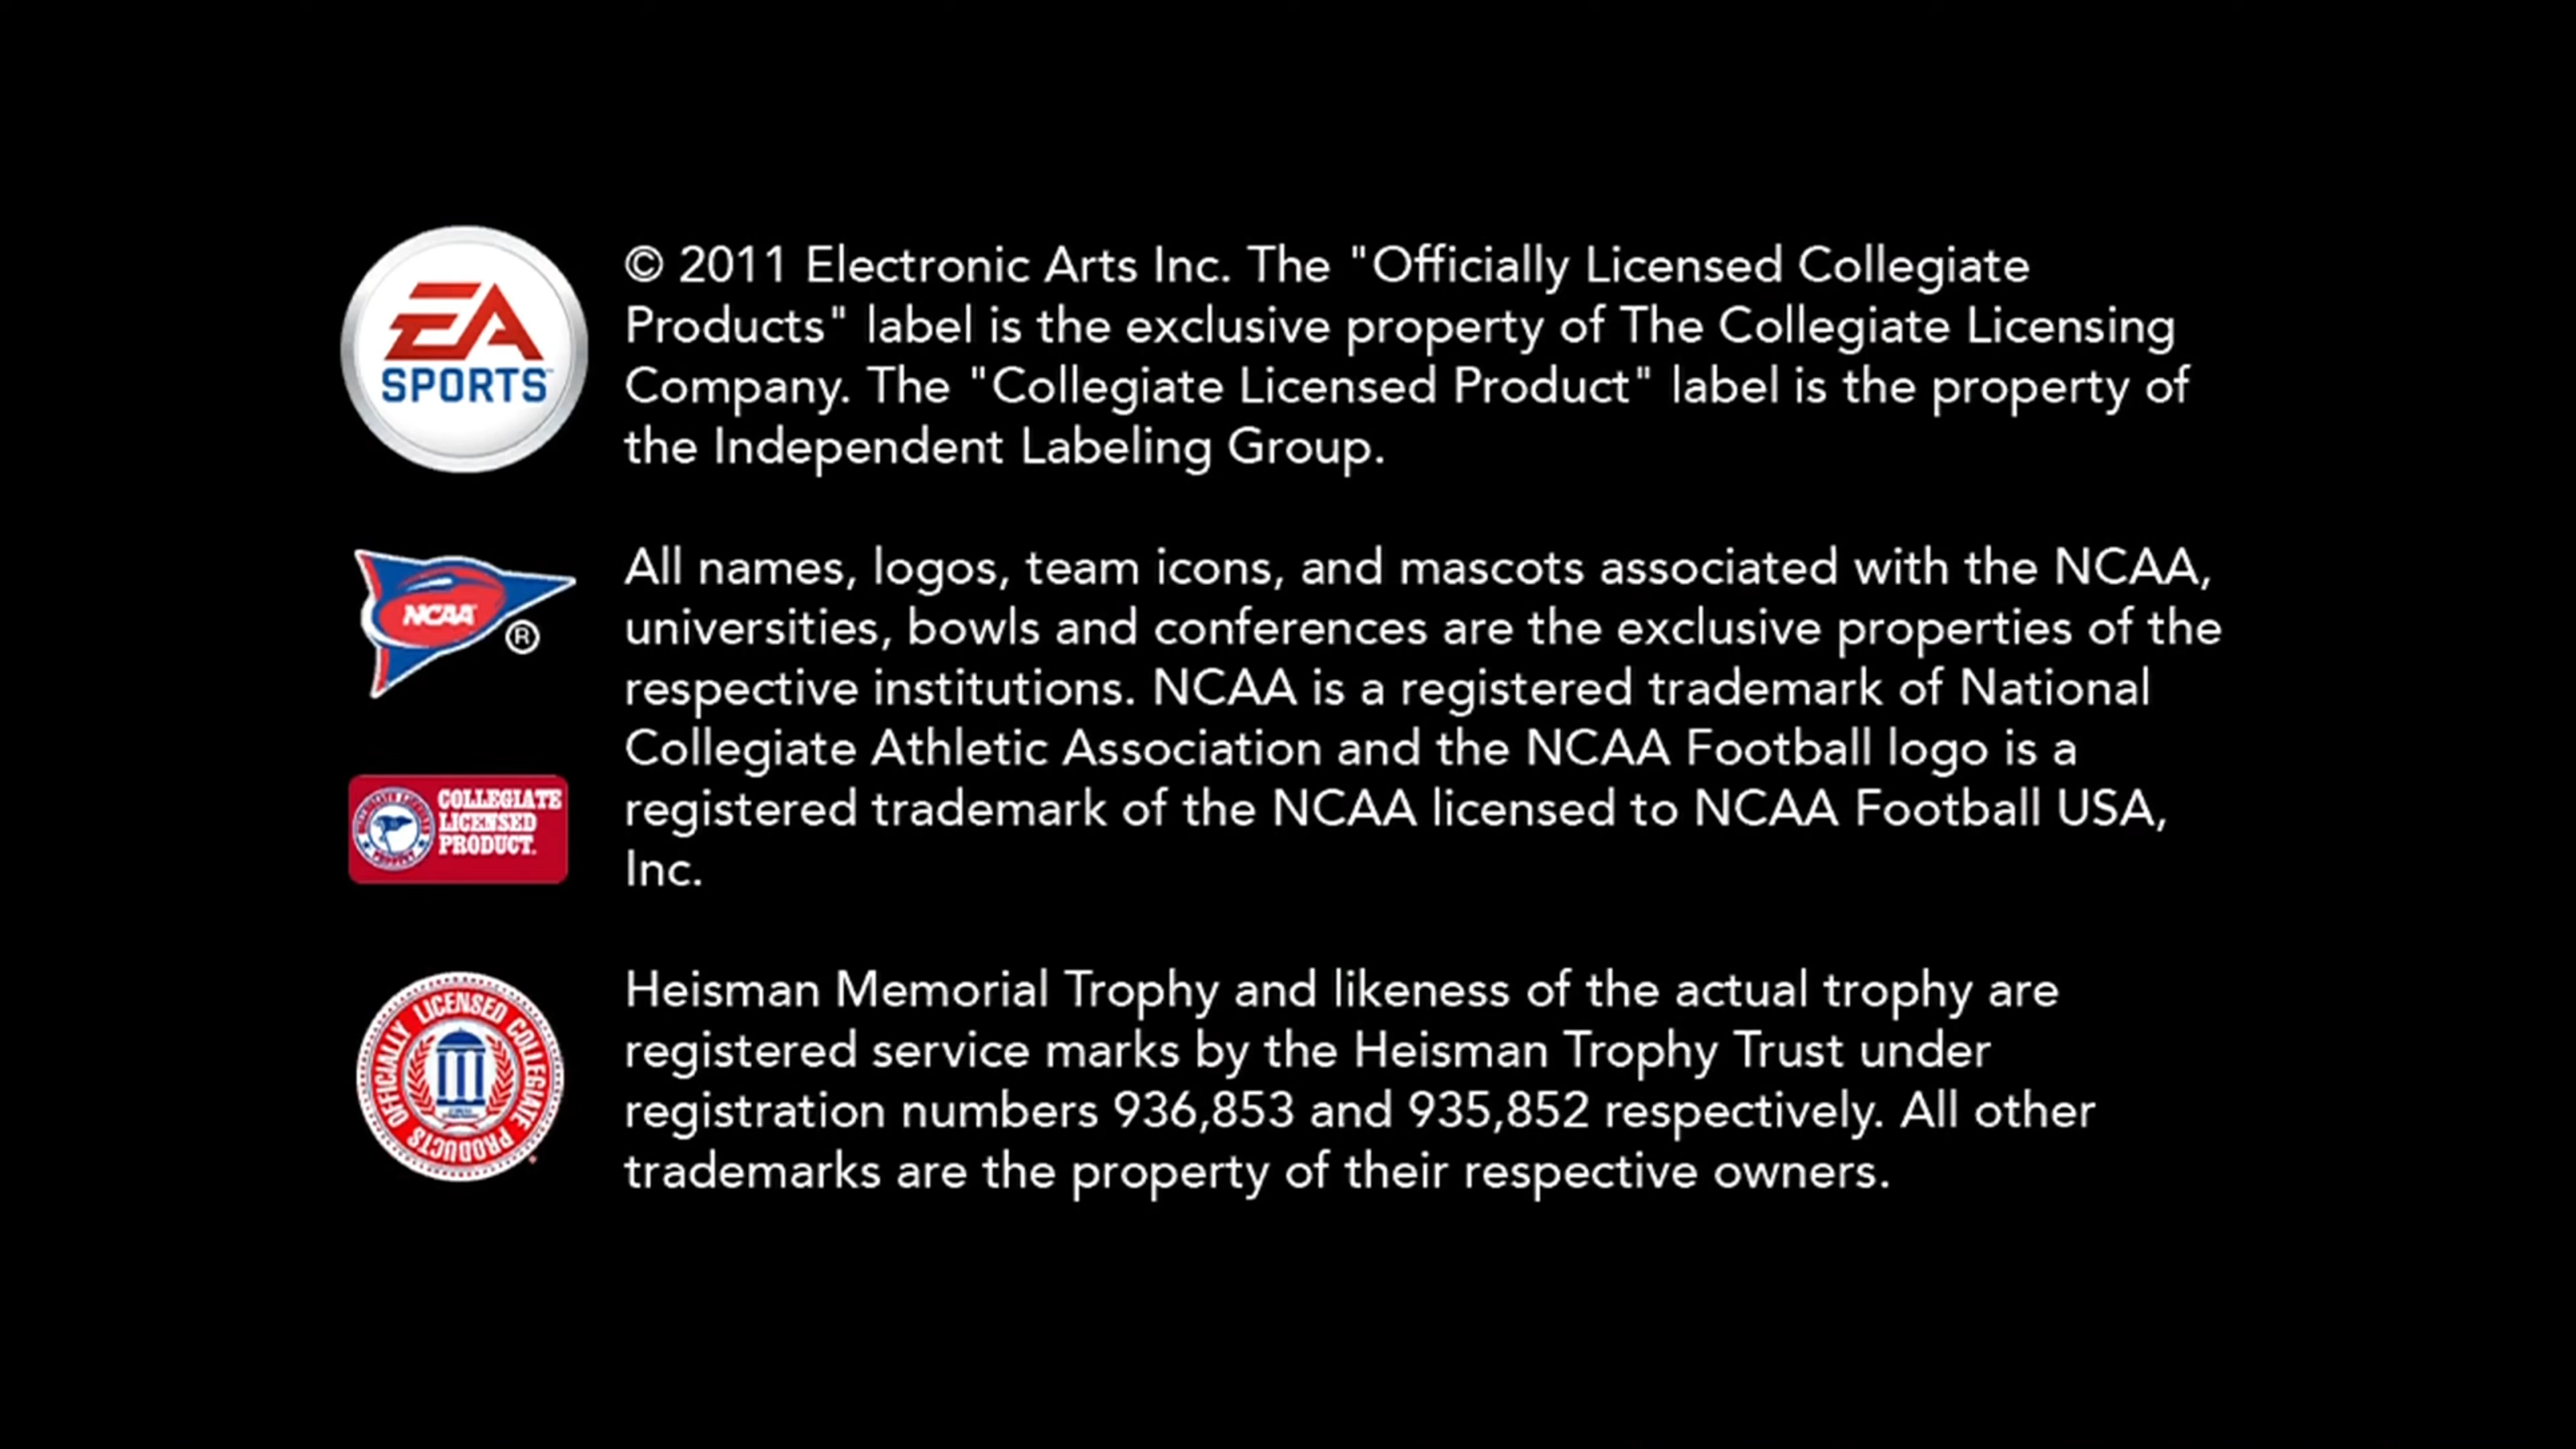 EA
SPORTS™
© 2011 Electronic Arts Inc. The "Officially Licensed Collegiate
Products" label is the exclusive property of The Collegiate Licensing
Company. The "Collegiate Licensed Product" label is the property of
the Independent Labeling Group.
NCAA
®
All names, logos, team icons, and mascots associated with the NCAA,
universities, bowls and conferences are the exclusive properties of the
respective institutions. NCAA is a registered trademark of National
Collegiate Athletic Association and the NCAA Football logo is a
registered trademark of the NCAA licensed to NCAA Football USA,
Inc.
COLLEGIATE
LICENSED
PRODUCT.
OFFICIALLY LICENSED COLLEGIATE PRODUCTS
Heisman Memorial Trophy and likeness of the actual trophy are
registered service marks by the Heisman Trophy Trust under
registration numbers 936,853 and 935,852 respectively. All other
trademarks are the property of their respective owners.